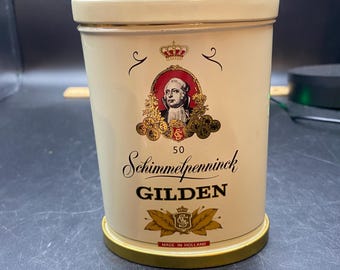 50
Schimmelpenninck
GILDEN
MADE IN HOLLAND